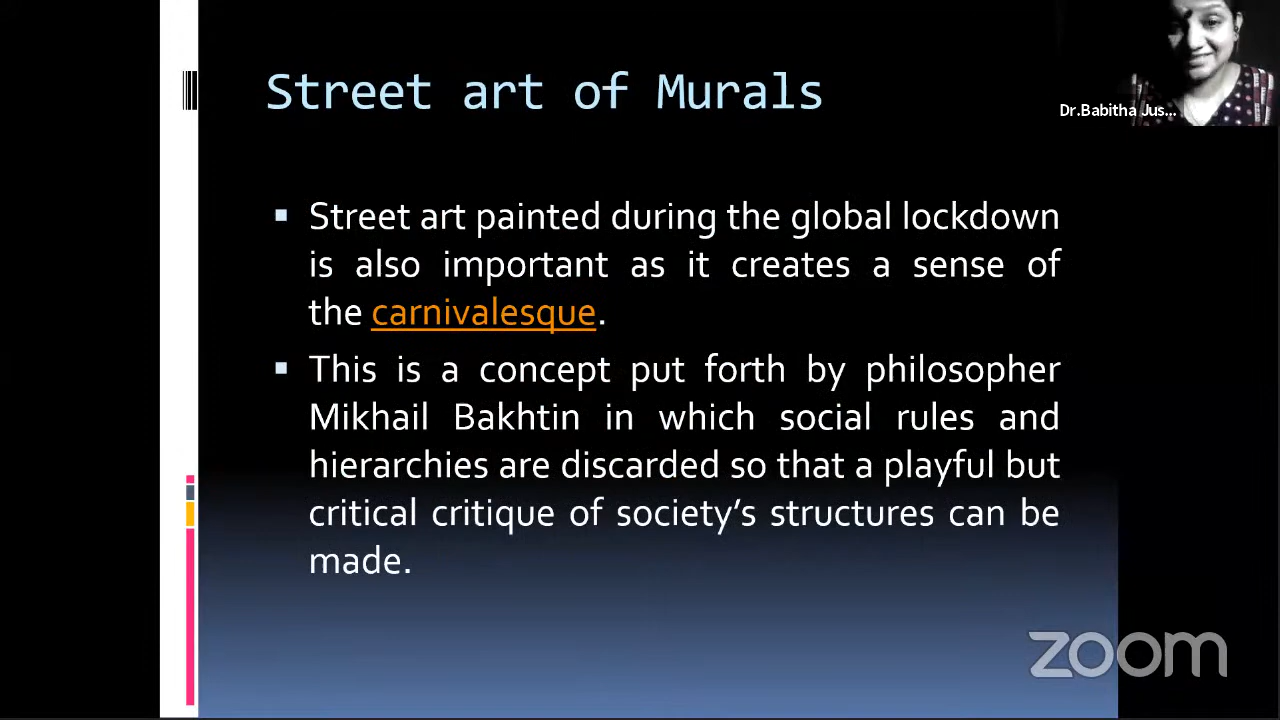 Street art of Murals
Dr.Babitha Jus...
▪ Street art painted during the global lockdown
is also important as it creates a sense of
the carnivalesque.
▪ This is a concept put forth by philosopher
Mikhail Bakhtin in which social rules and
hierarchies are discarded so that a playful but
critical critique of society’s structures can be
made.
zoom